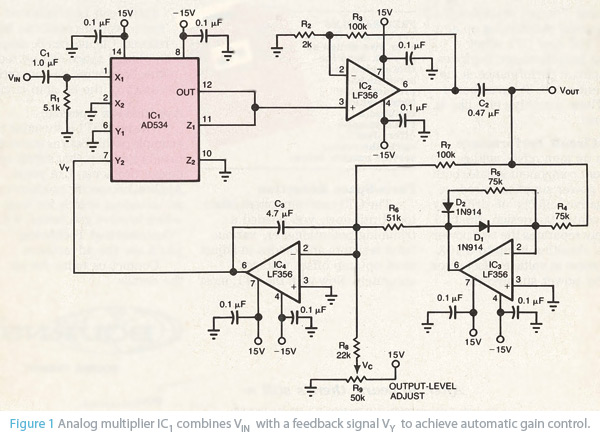 15V
0.1 µF
-15V
0.1 µF
14
8
C1
1.0 µF
VIN
R1
5.1k
1
X1
2
X2
6
Y1
7
Y2
IC1
AD534
OUT
12
Z1
11
Z2
10
VY
R2
2k
R3
100k
15V
0.1 µF
2
-
3
+
7
4
6
IC2
LF356
0.1 µF
-15V
C2
0.47 µF
VOUT
R7
100k
R5
75k
D2
1N914
D1
1N914
R4
75k
R6
51k
C3
4.7 µF
6
IC4
LF356
-
2
+
3
7
4
0.1 µF
0.1 µF
15V
-15V
6
IC3
LF356
-
2
+
3
7
4
0.1 µF
0.1 µF
15V
-15V
R8
22k
VC
15V
R9
50k
OUTPUT-LEVEL
ADJUST
Figure 1 Analog multiplier IC1 combines VIN with a feedback signal VY to achieve automatic gain control.